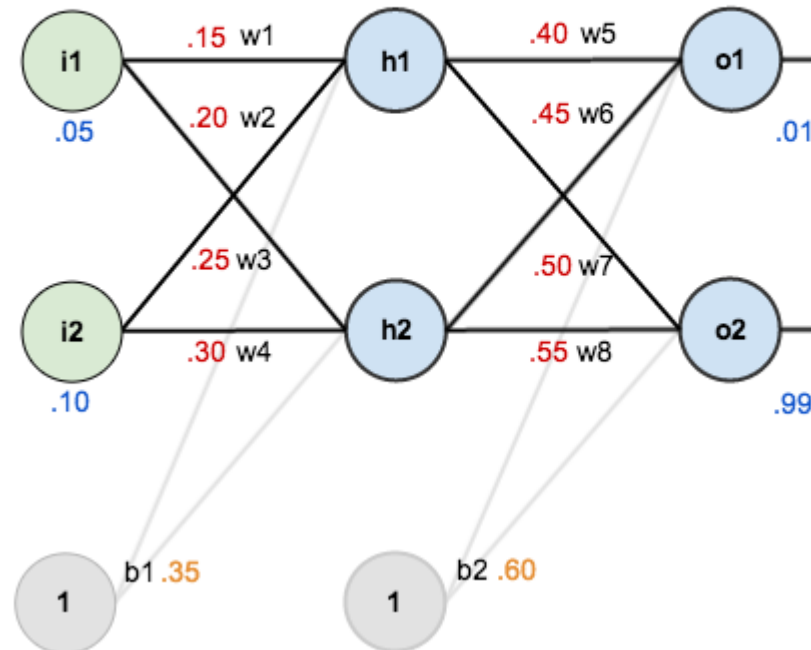 i1 .15 w1 h1 .40 w5 o1
.05 .20 w2 .45 w6 .01
.25 w3 .50 w7
i2 .30 w4 h2 .55 w8 o2
.10 .99
b1 .35 b2 .60
1 1